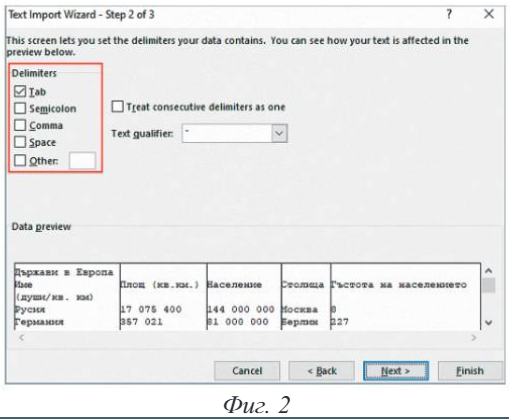 Text Import Wizard - Step 2 of 3 ? ✕
This screen lets you set the delimiters your data contains. You can see how your text is affected in the
preview below.
Delimiters
Tab
Semicolon
Comma
Space
Other:
Treat consecutive delimiters as one
Text qualifier: "
Data preview
Държави в Европа
Име Площ (кв.км.) Население Столица Гъстота на населението
(души/кв. км)
Русия 17 075 400 144 000 000 Москва 8
Германия 357 021 81 000 000 Берлин 227
Cancel < Back Next > Finish
Фиг. 2